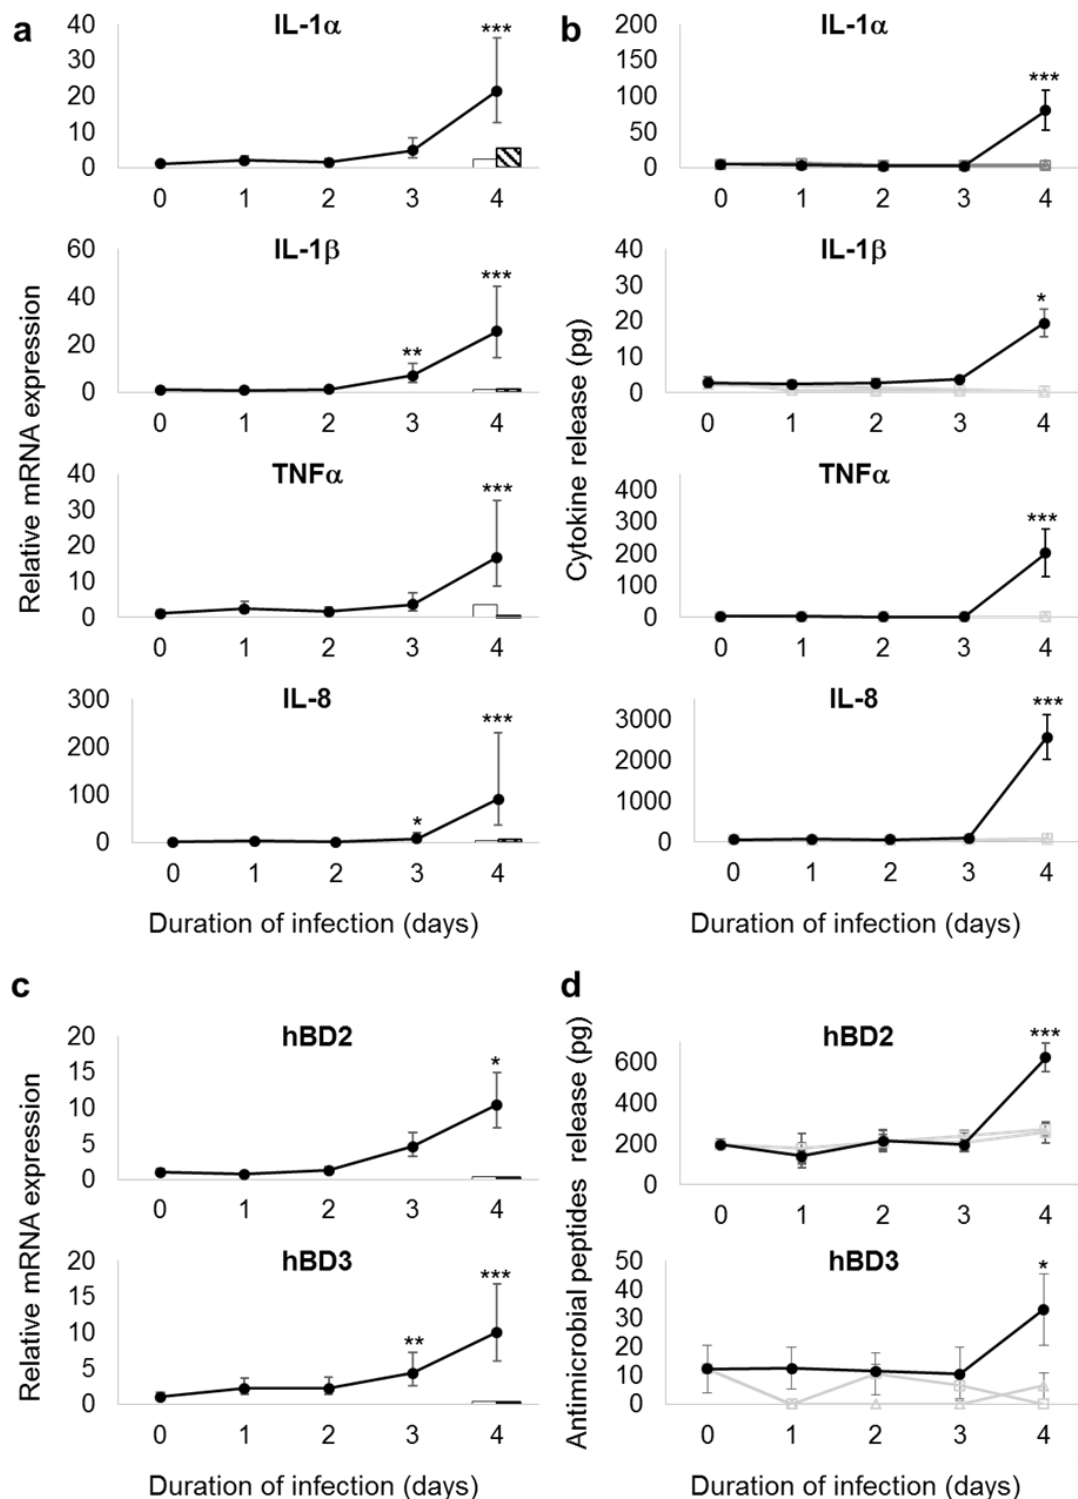 a
IL-1α
40
30
20
10
0
***
0 1 2 3 4
IL-1β
60
40
20
0
**
***
0 1 2 3 4
TNFα
40
30
20
10
0
***
0 1 2 3 4
IL-8
300
200
100
0
*
***
0 1 2 3 4
Relative mRNA expression
Duration of infection (days)
b
IL-1α
200
150
100
50
0
***
0 1 2 3 4
IL-1β
40
30
20
10
0
*
0 1 2 3 4
TNFα
400
300
200
100
0
***
0 1 2 3 4
IL-8
3000
2000
1000
0
***
0 1 2 3 4
Cytokine release (pg)
Duration of infection (days)
c
hBD2
20
15
10
5
0
*
0 1 2 3 4
hBD3
20
15
10
5
0
**
***
0 1 2 3 4
Relative mRNA expression
Duration of infection (days)
d
hBD2
600
400
200
0
***
0 1 2 3 4
hBD3
50
40
30
20
10
0
*
0 1 2 3 4
Antimicrobial peptides release (pg)
Duration of infection (days)